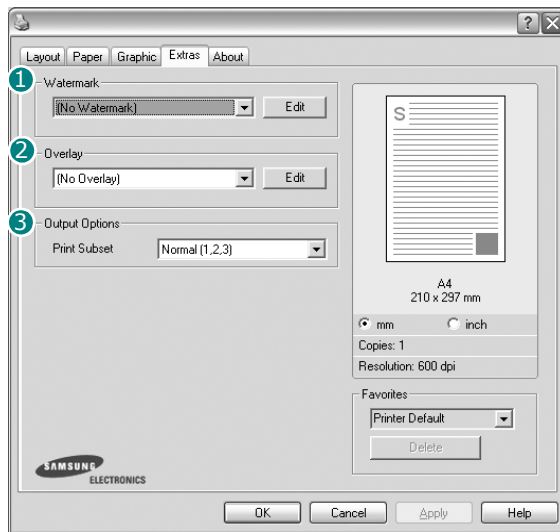 Layout Paper Graphic Extras About
1 Watermark
(No Watermark) Edit
2 Overlay
(No Overlay) Edit
3 Output Options
Print Subset Normal (1,2,3)
S
A4
210 x 297 mm
mm inch
Copies: 1
Resolution: 600 dpi
Favorites
Printer Default
Delete
SAMSUNG
ELECTRONICS
OK Cancel Apply Help